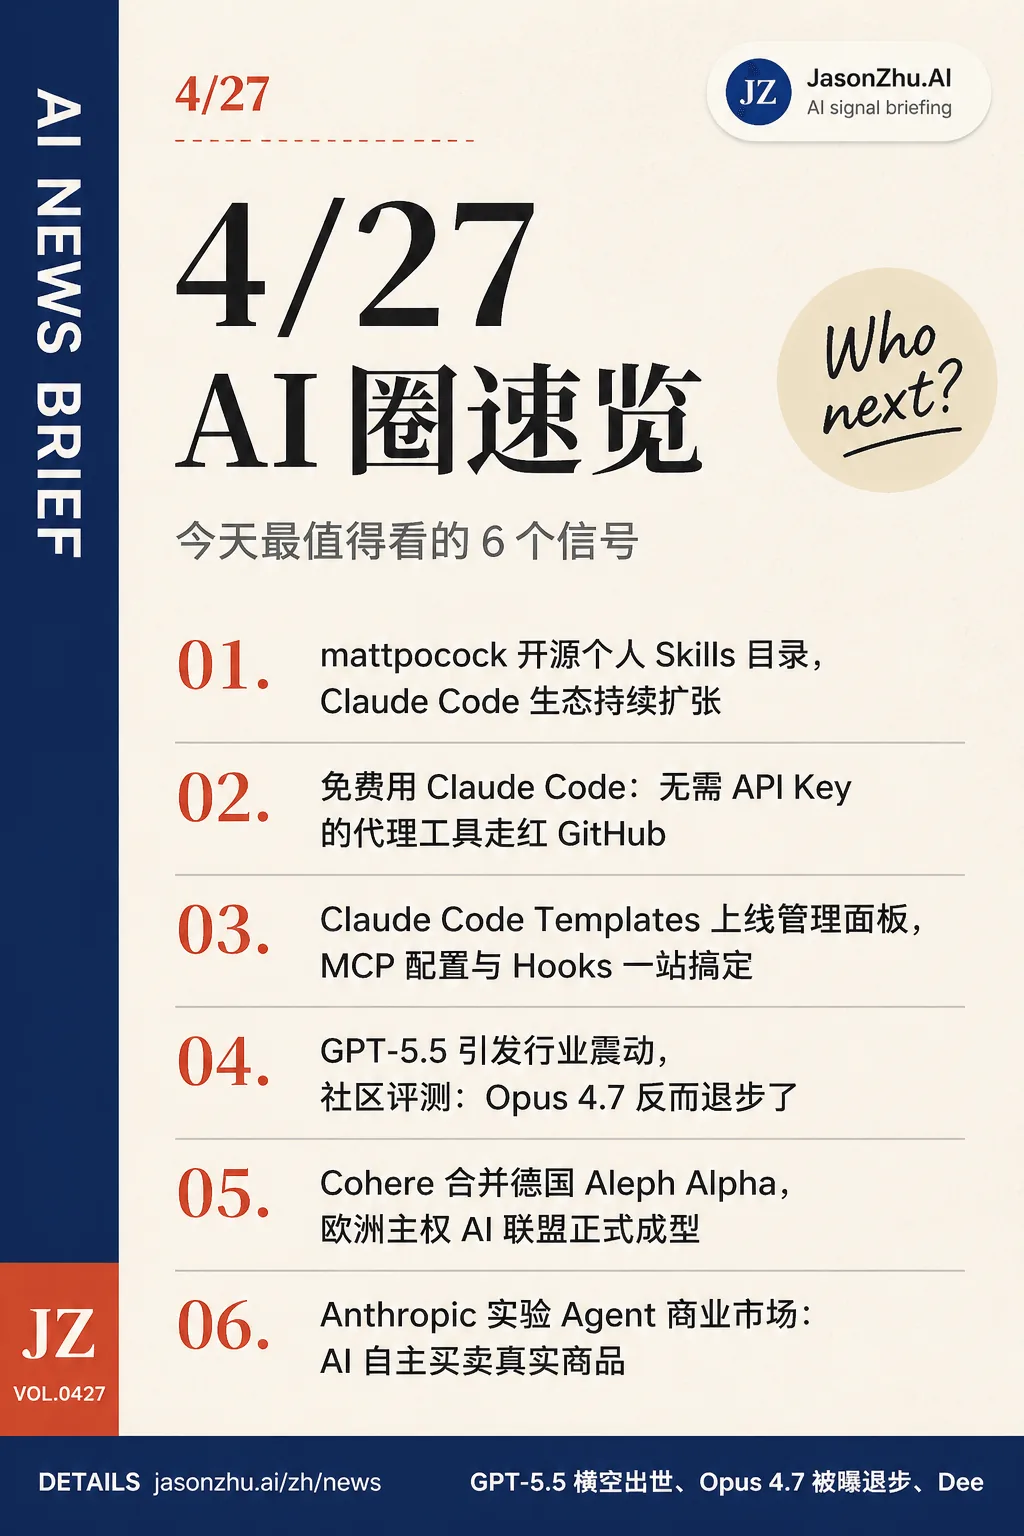 AI NEWS BRIEF
4/27
JZ
JasonZhu.AI
AI signal briefing
4/27
AI 圈速览
Who
next?
今天最值得看的 6 个信号
01.
mattpocock 开源个人 Skills 目录，
Claude Code 生态持续扩张
02.
免费用 Claude Code：无需 API Key
的代理工具走红 GitHub
03.
Claude Code Templates 上线管理面板，
MCP 配置与 Hooks 一站搞定
04.
GPT-5.5 引发行业震动，
社区评测：Opus 4.7 反而退步了
05.
Cohere 合并德国 Aleph Alpha，
欧洲主权 AI 联盟正式成型
06.
Anthropic 实验 Agent 商业市场：
AI 自主买卖真实商品
JZ
VOL.0427
DETAILS jasonzhu.ai/zh/news
GPT-5.5 横空出世、Opus 4.7 被曝退步、Dee